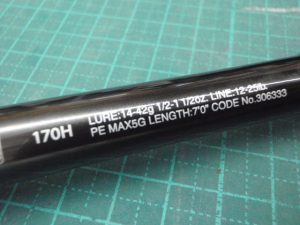 170H
LURE:14-42g 1/2-1 1/2oz. LINE:12-25lb.
PE MAX5G LENGTH:7'0" CODE No.306333